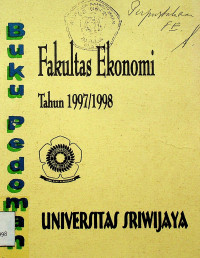 Buku Pedoman
Fakultas Ekonomi
Tahun 1997/1998
UNIVERSITAS SRIWIJAYA